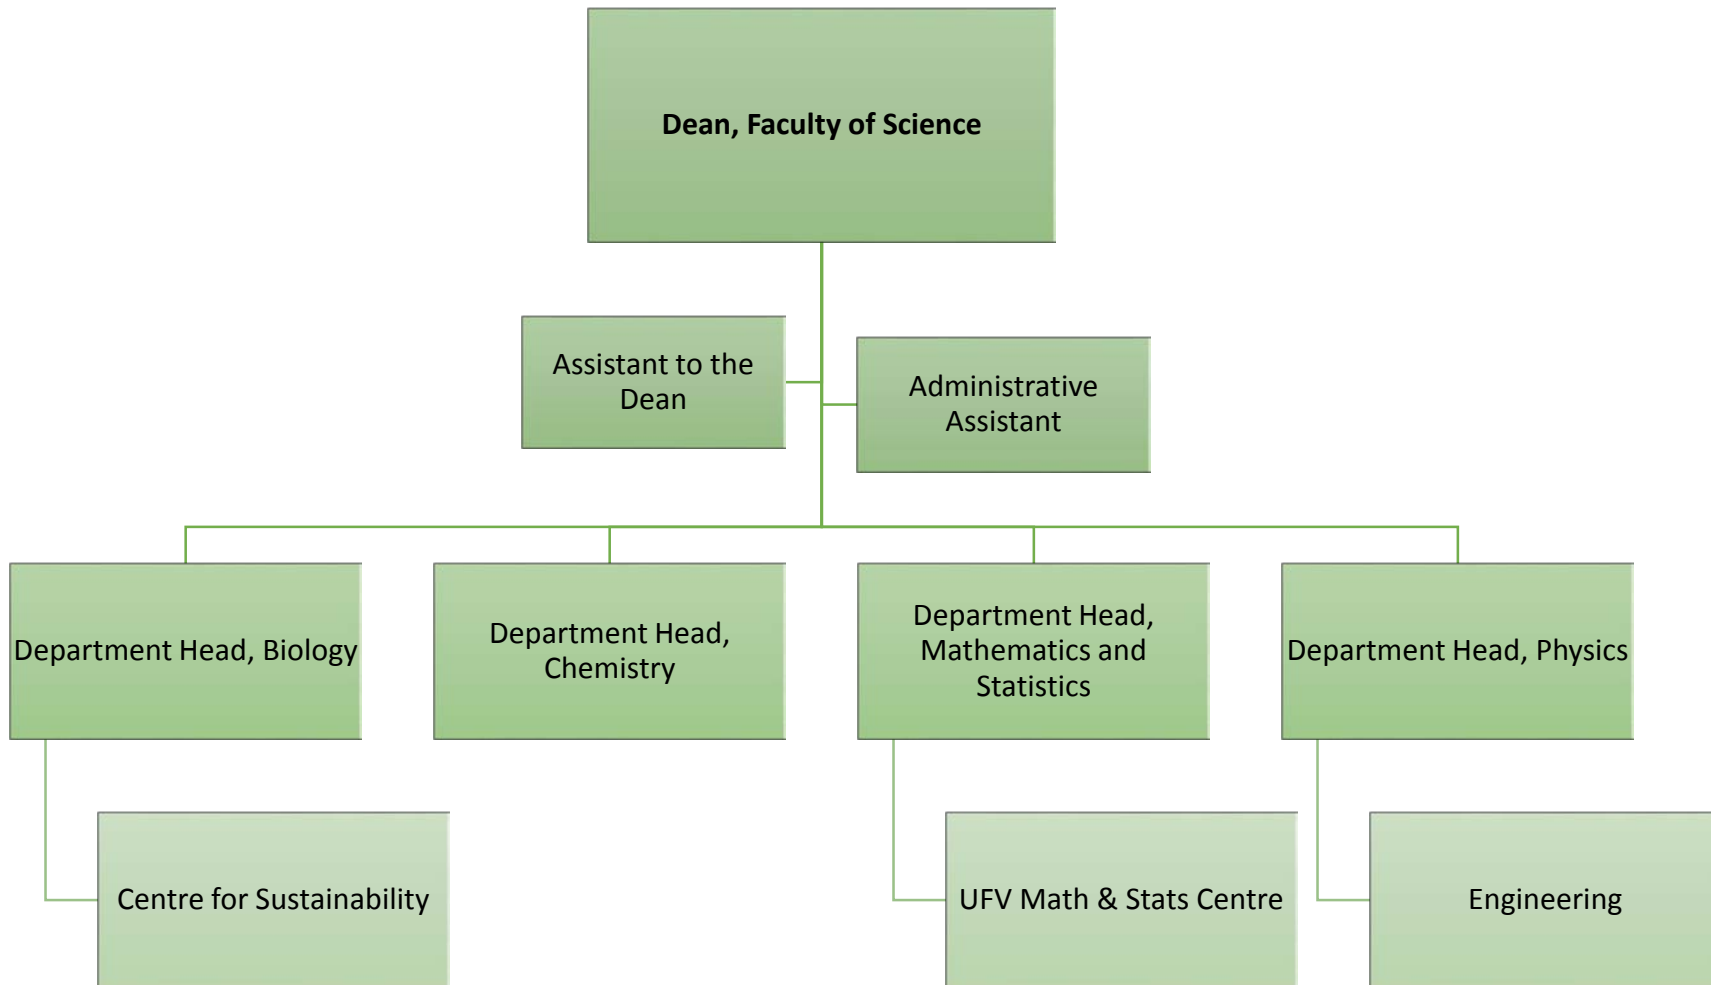 Dean, Faculty of Science
Assistant to the
Dean
Administrative
Assistant
Department Head, Biology
Department Head,
Chemistry
Department Head,
Mathematics and
Statistics
Department Head, Physics
Centre for Sustainability
UFV Math & Stats Centre
Engineering